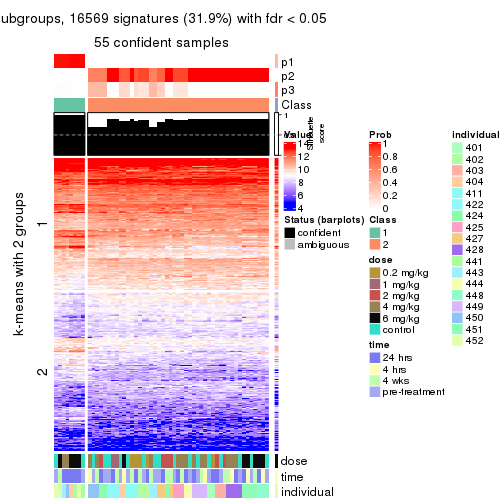 ubgroups, 16569 signatures (31.9%) with fdr < 0.05
55 confident samples
p1
p2
p3
Class
1
Silhouette
score
k-means with 2 groups
1
2
dose
time
individual
Value
14
12
10
8
6
4
Status (barplots)
confident
ambiguous
Prob
1
0.8
0.6
0.4
0.2
0
Class
1
2
dose
0.2 mg/kg
1 mg/kg
2 mg/kg
4 mg/kg
6 mg/kg
control
time
24 hrs
4 hrs
4 wks
pre-treatment
individual
401
402
403
404
411
422
424
425
427
428
441
443
444
448
449
450
451
452